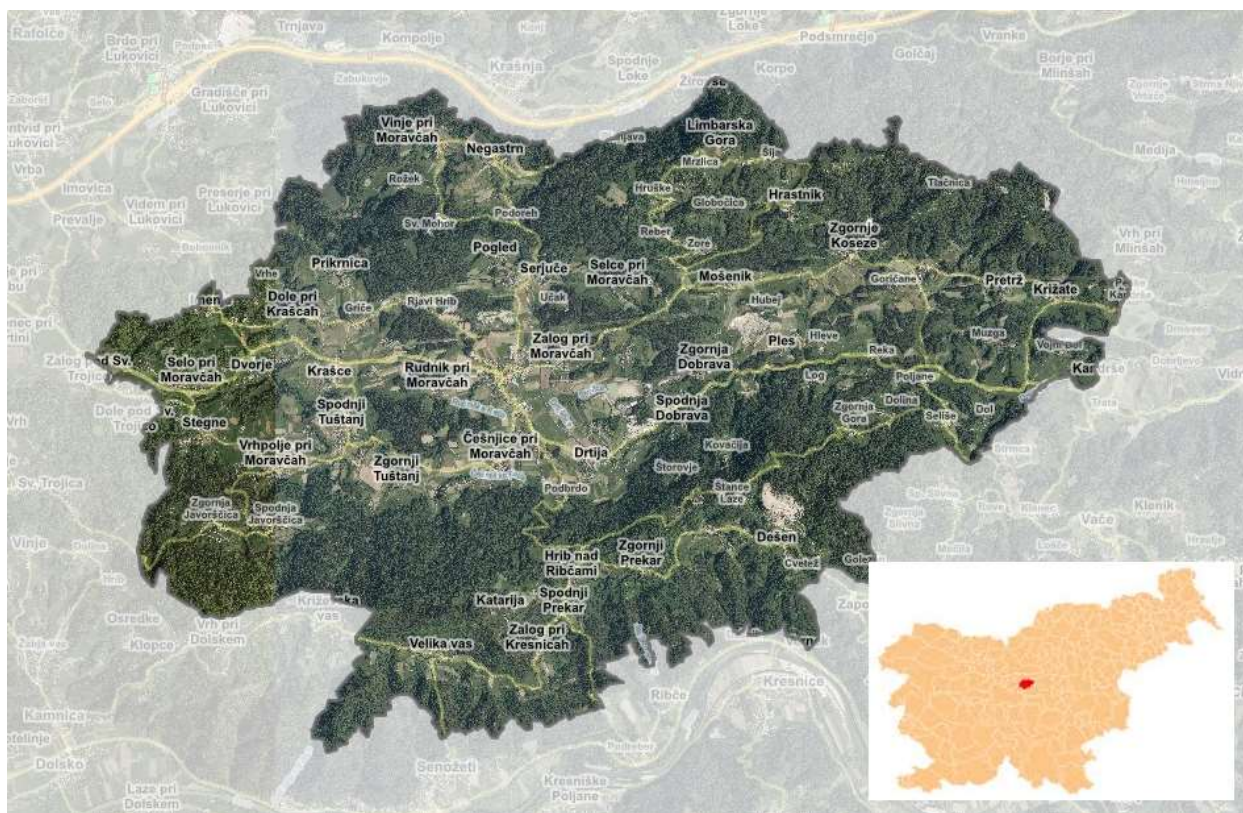 Rafolče
Brdo pri
Lukovici
Podpeč
Trnjava
Kompolje
Krašnja
Spodnje
Loke
Zgornje
Loke
Podsmrečje
Vranke
Golčaj
Borje pri
Mlinšah
Korpe
Gradišče pri
Lukovici
Selo
Vrba
Imovica
Prevalje
Preserje pri
Lukovici
Videm pri
Lukovici
Medija
Vrh pri
Mlinšah
Vinje pri
Moravčah
Negastrn
Limbarska
Gora
Mrzlica
Rožek
Hruške
Globočica
Hrastnik
Tlačnica
Sv. Mohor
Podoreh
Reber
Zore
Pogled
Zgornje
Koseze
Vrhe
Prikrnica
Serjuče
Selce pri
Moravčah
Mošenik
Goričane
Pretrž
Križate
Dole pri
Krašcah
Griče
Rjavi Hrib
Učak
Hubej
Muzga
Zalog pri
Moravčah
Ples
Hleve
Selo pri
Moravčah
Dvorje
Krašce
Rudnik pri
Moravčah
Zgornja
Dobrava
Reka
Log
Poljane
Stegne
Spodnji
Tuštanj
Spodnja
Dobrava
Zgornja
Gora
Dolina
Seliše
Dol
Vrhpolje pri
Moravčah
Zgornji
Tuštanj
Češnjice pri
Moravčah
Drtija
Kovačija
Štorovje
Podbrdo
Štance
Laze
Zgornja
Javorščica
Spodnja
Javorščica
Dešen
Hrib nad
Ribčami
Zgornji
Prekar
Cvetež
Katarija
Spodnji
Prekar
Velika vas
Zalog pri
Kresnicah
Vače
Klenik
Vinje
Osredke
Klopce
Vrh pri
Dolskem
Ribče
Kresnice
Kamnica
Dolsko
Laze pri
Dolskem
Senožeti
Podgrad
Kresniške
Poljane